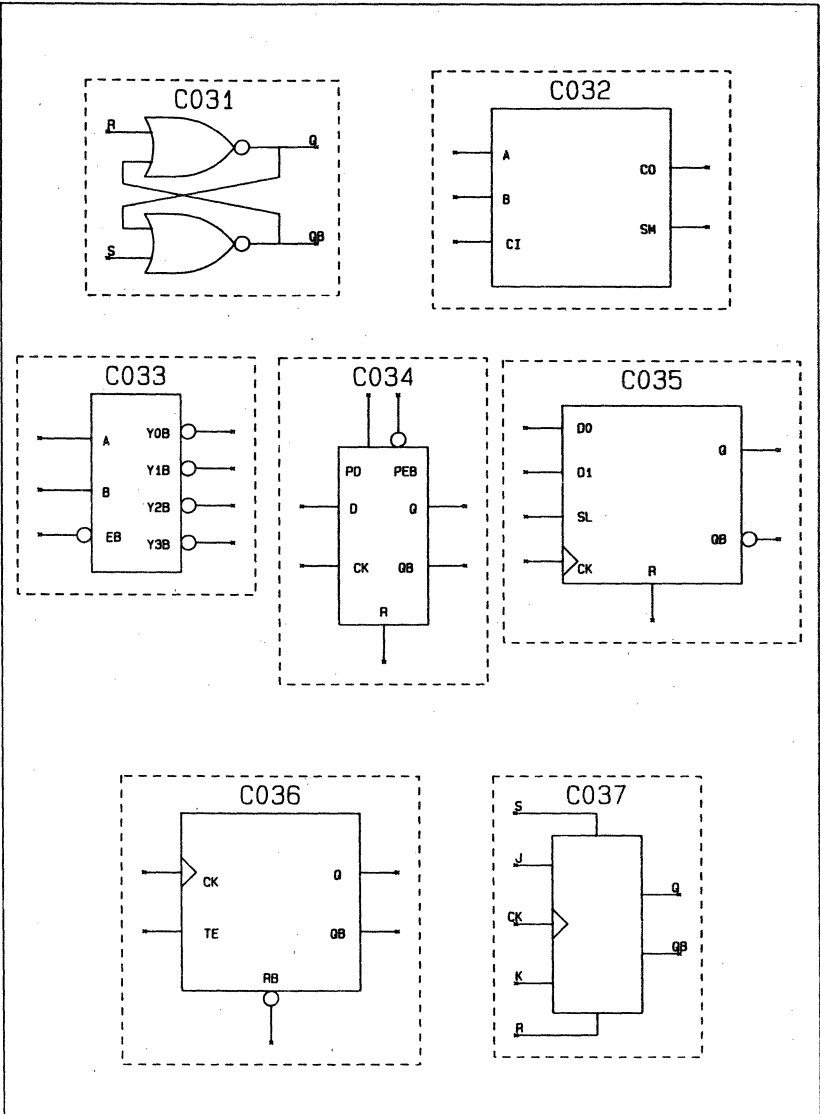 C031
R
Q
S
QB
C032
A
B
CI
CO
SM
C033
A
B
EB
Y0B
Y1B
Y2B
Y3B
C034
PD
PEB
D
Q
CK
QB
R
C035
D0
D1
SL
CK
Q
QB
R
C036
CK
TE
Q
QB
RB
C037
S
J
CK
K
R
Q
QB